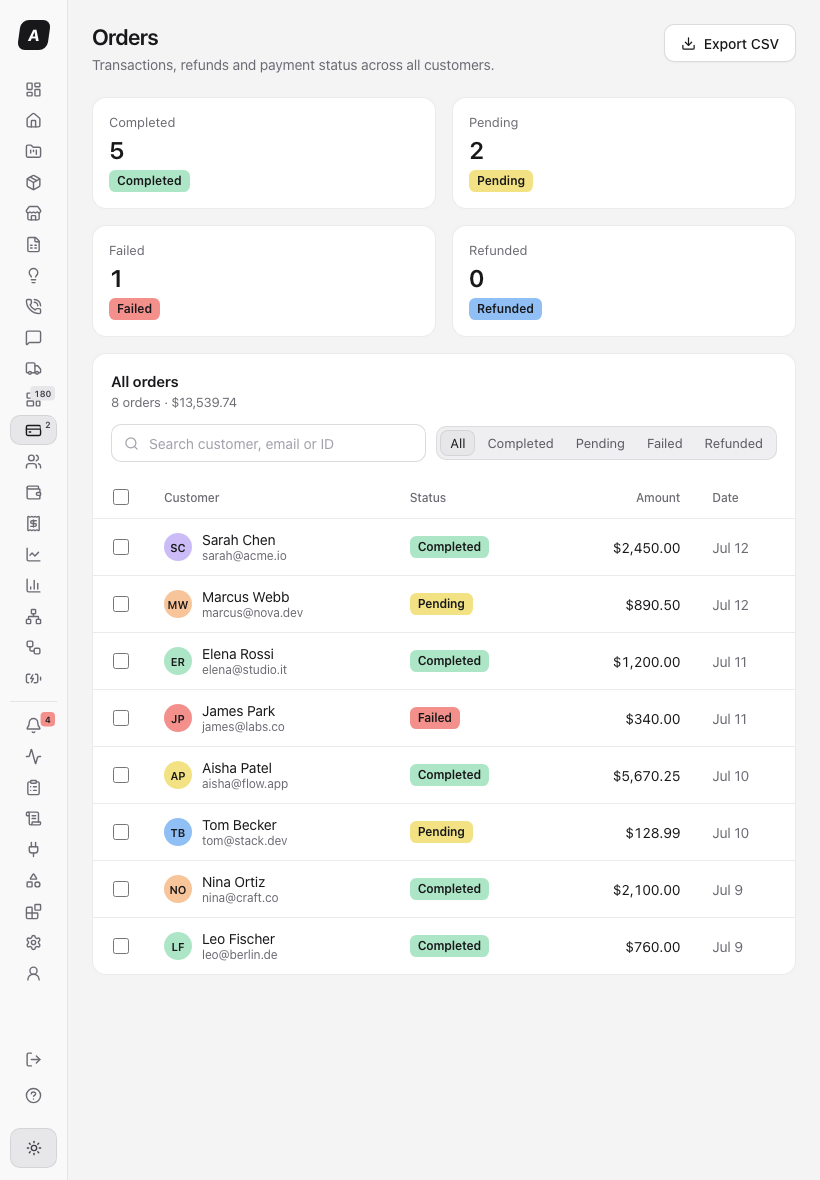 A
Orders
Export CSV
Transactions, refunds and payment status across all customers.
Completed
5
Completed
Pending
2
Pending
Failed
1
Failed
Refunded
0
Refunded
180
2
4
All orders
8 orders · $13,539.74
Search customer, email or ID
All Completed Pending Failed Refunded
Customer Status Amount Date
SC Sarah Chen Completed $2,450.00 Jul 12
sarah@acme.io
MW Marcus Webb Pending $890.50 Jul 12
marcus@nova.dev
ER Elena Rossi Completed $1,200.00 Jul 11
elena@studio.it
JP James Park Failed $340.00 Jul 11
james@labs.co
AP Aisha Patel Completed $5,670.25 Jul 10
aisha@flow.app
TB Tom Becker Pending $128.99 Jul 10
tom@stack.dev
NO Nina Ortiz Completed $2,100.00 Jul 9
nina@craft.co
LF Leo Fischer Completed $760.00 Jul 9
leo@berlin.de